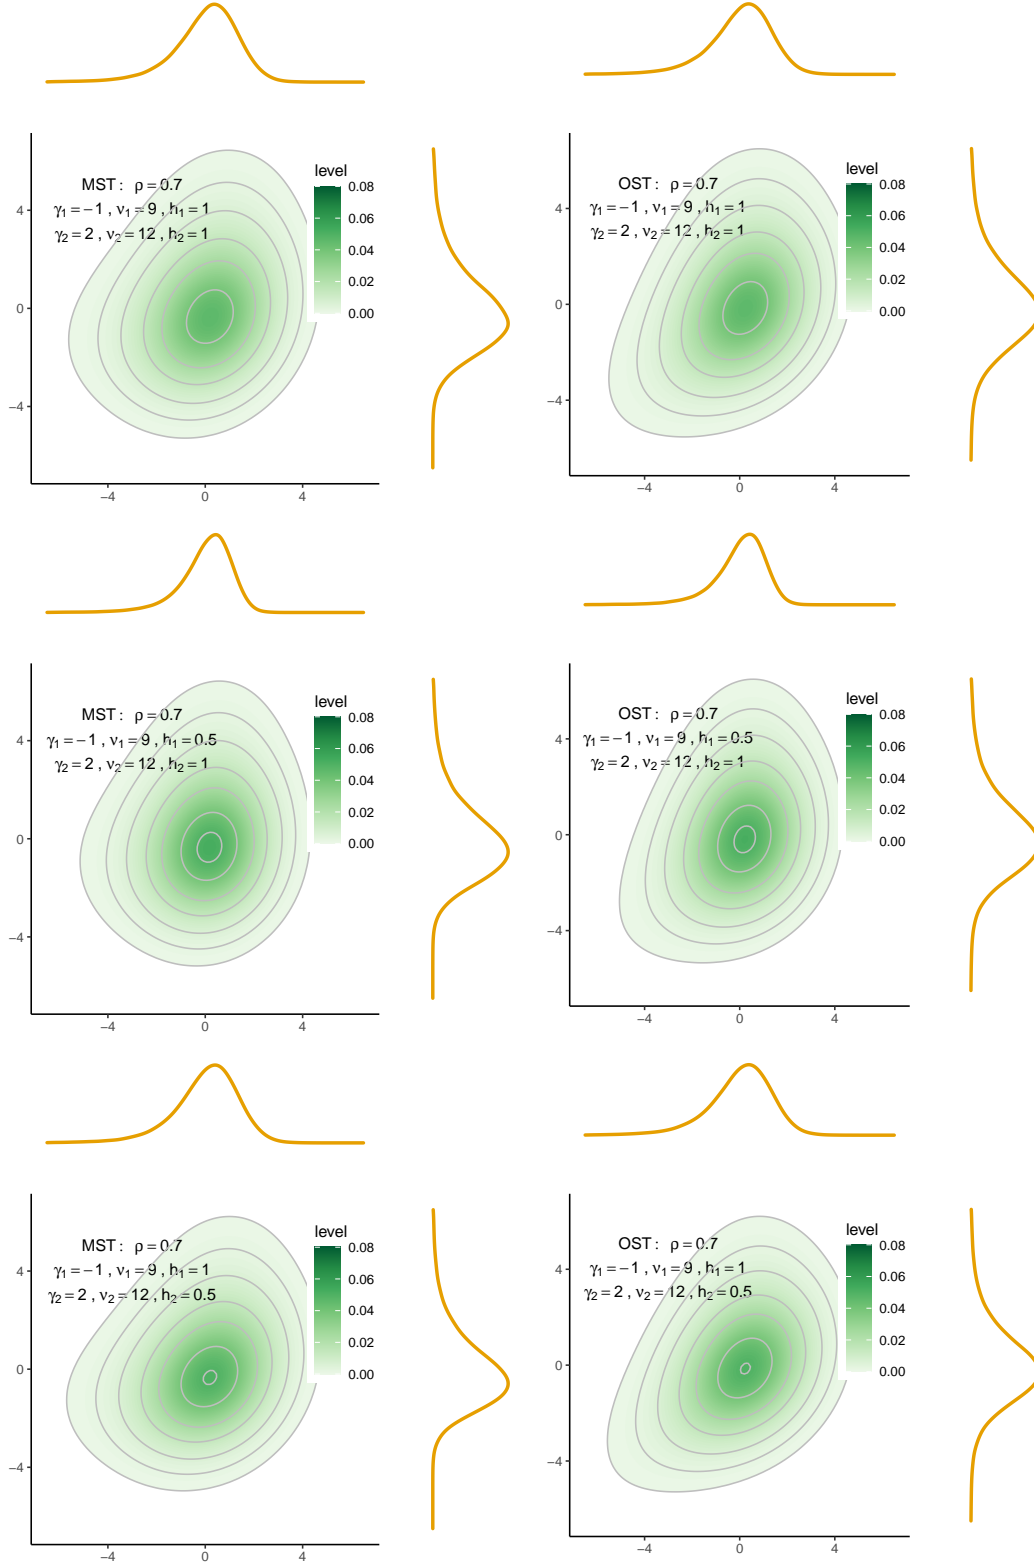 level
MST : ρ = 0.7
γ₁ = −1 , ν₁ = 9 , h₁ = 1
γ₂ = 2 , ν₂ = 12 , h₂ = 1
0.08
0.06
0.04
0.02
0.00
4
0
−4
−4 0 4
level
OST : ρ = 0.7
γ₁ = −1 , ν₁ = 9 , h₁ = 1
γ₂ = 2 , ν₂ = 12 , h₂ = 1
0.08
0.06
0.04
0.02
0.00
4
0
−4
−4 0 4
level
MST : ρ = 0.7
γ₁ = −1 , ν₁ = 9 , h₁ = 0.5
γ₂ = 2 , ν₂ = 12 , h₂ = 1
0.08
0.06
0.04
0.02
0.00
4
0
−4
−4 0 4
level
OST : ρ = 0.7
γ₁ = −1 , ν₁ = 9 , h₁ = 0.5
γ₂ = 2 , ν₂ = 12 , h₂ = 1
0.08
0.06
0.04
0.02
0.00
4
0
−4
−4 0 4
level
MST : ρ = 0.7
γ₁ = −1 , ν₁ = 9 , h₁ = 1
γ₂ = 2 , ν₂ = 12 , h₂ = 0.5
0.08
0.06
0.04
0.02
0.00
4
0
−4
−4 0 4
level
OST : ρ = 0.7
γ₁ = −1 , ν₁ = 9 , h₁ = 1
γ₂ = 2 , ν₂ = 12 , h₂ = 0.5
0.08
0.06
0.04
0.02
0.00
4
0
−4
−4 0 4